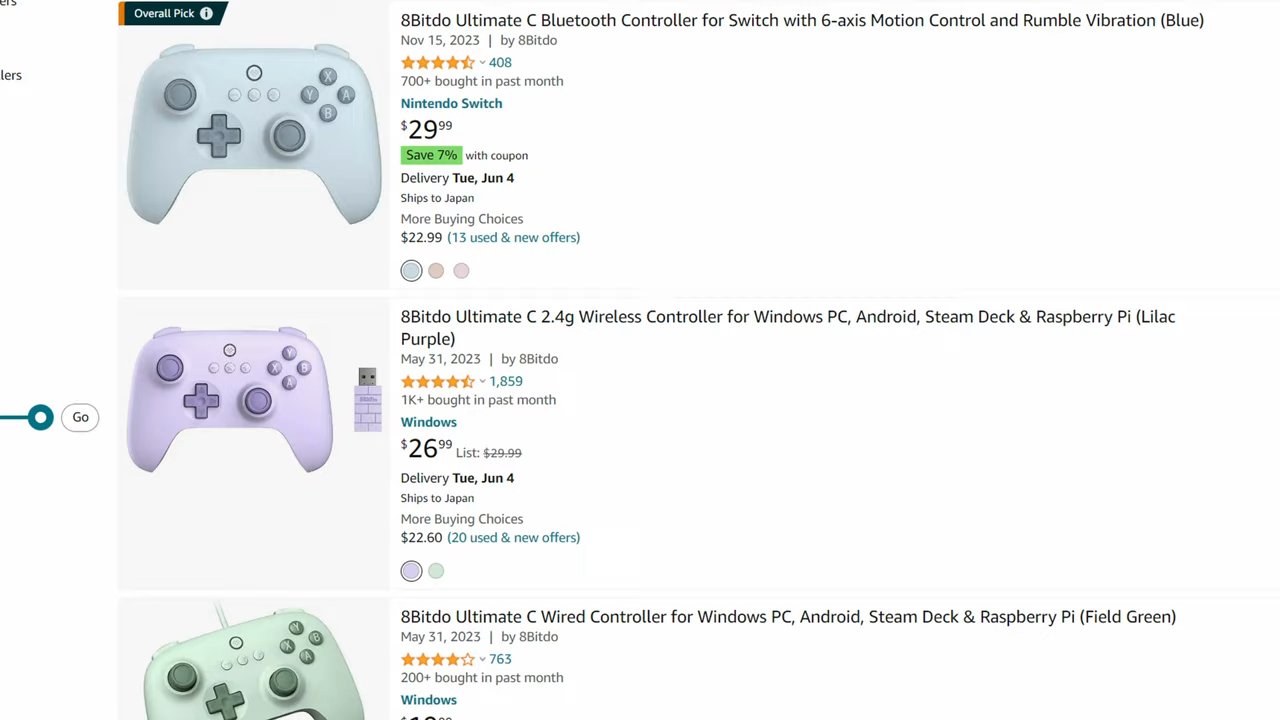 ers
lers
Go
Overall Pick
8Bitdo Ultimate C Bluetooth Controller for Switch with 6-axis Motion Control and Rumble Vibration (Blue)
Nov 15, 2023 | by 8Bitdo
408
700+ bought in past month
Nintendo Switch
$29.99
Save 7% with coupon
Delivery Tue, Jun 4
Ships to Japan
More Buying Choices
$22.99 (13 used & new offers)
X
Y A
B
8Bitdo Ultimate C 2.4g Wireless Controller for Windows PC, Android, Steam Deck & Raspberry Pi (Lilac
Purple)
May 31, 2023 | by 8Bitdo
1,859
1K+ bought in past month
Windows
$26.99 List: $29.99
Delivery Tue, Jun 4
Ships to Japan
More Buying Choices
$22.60 (20 used & new offers)
Y
X B
A
8Bitdo Ultimate C Wired Controller for Windows PC, Android, Steam Deck & Raspberry Pi (Field Green)
May 31, 2023 | by 8Bitdo
763
200+ bought in past month
Windows
Y
X B
A